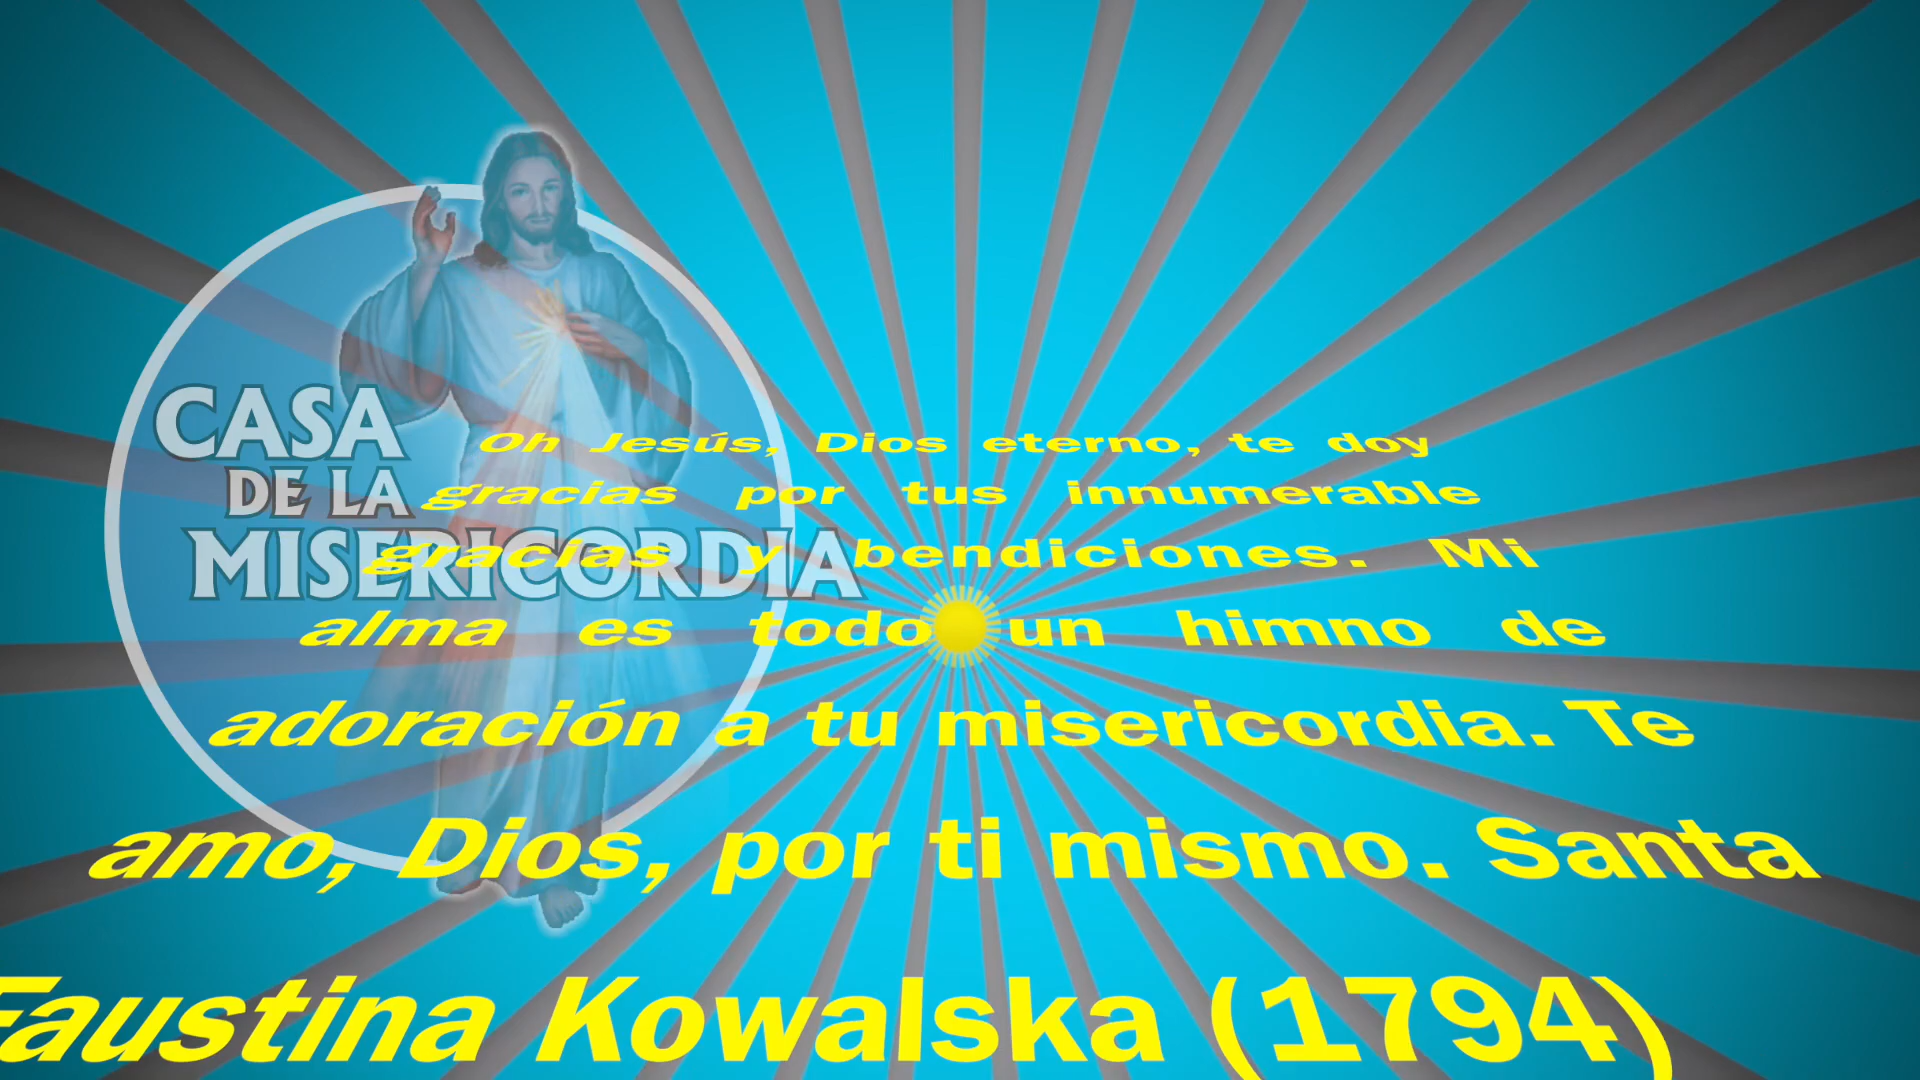 CASA
DE LA
MISERICORDIA
Oh Jesús, Dios eterno, te doy
gracias por tus innumerable
gracias y bendiciones. Mi
alma es todo un himno de
adoración a tu misericordia. Te
amo, Dios, por ti mismo. Santa
Faustina Kowalska (1794)